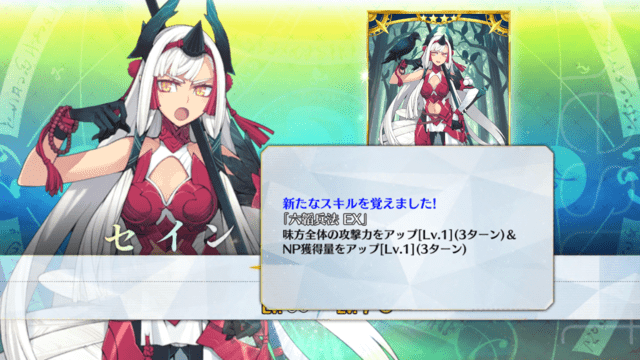 セイン
新たなスキルを覚えました!
『六韜兵法 EX』
味方全体の攻撃力をアップ[Lv.1](3ターン)＆
NP獲得量をアップ[Lv.1](3ターン)